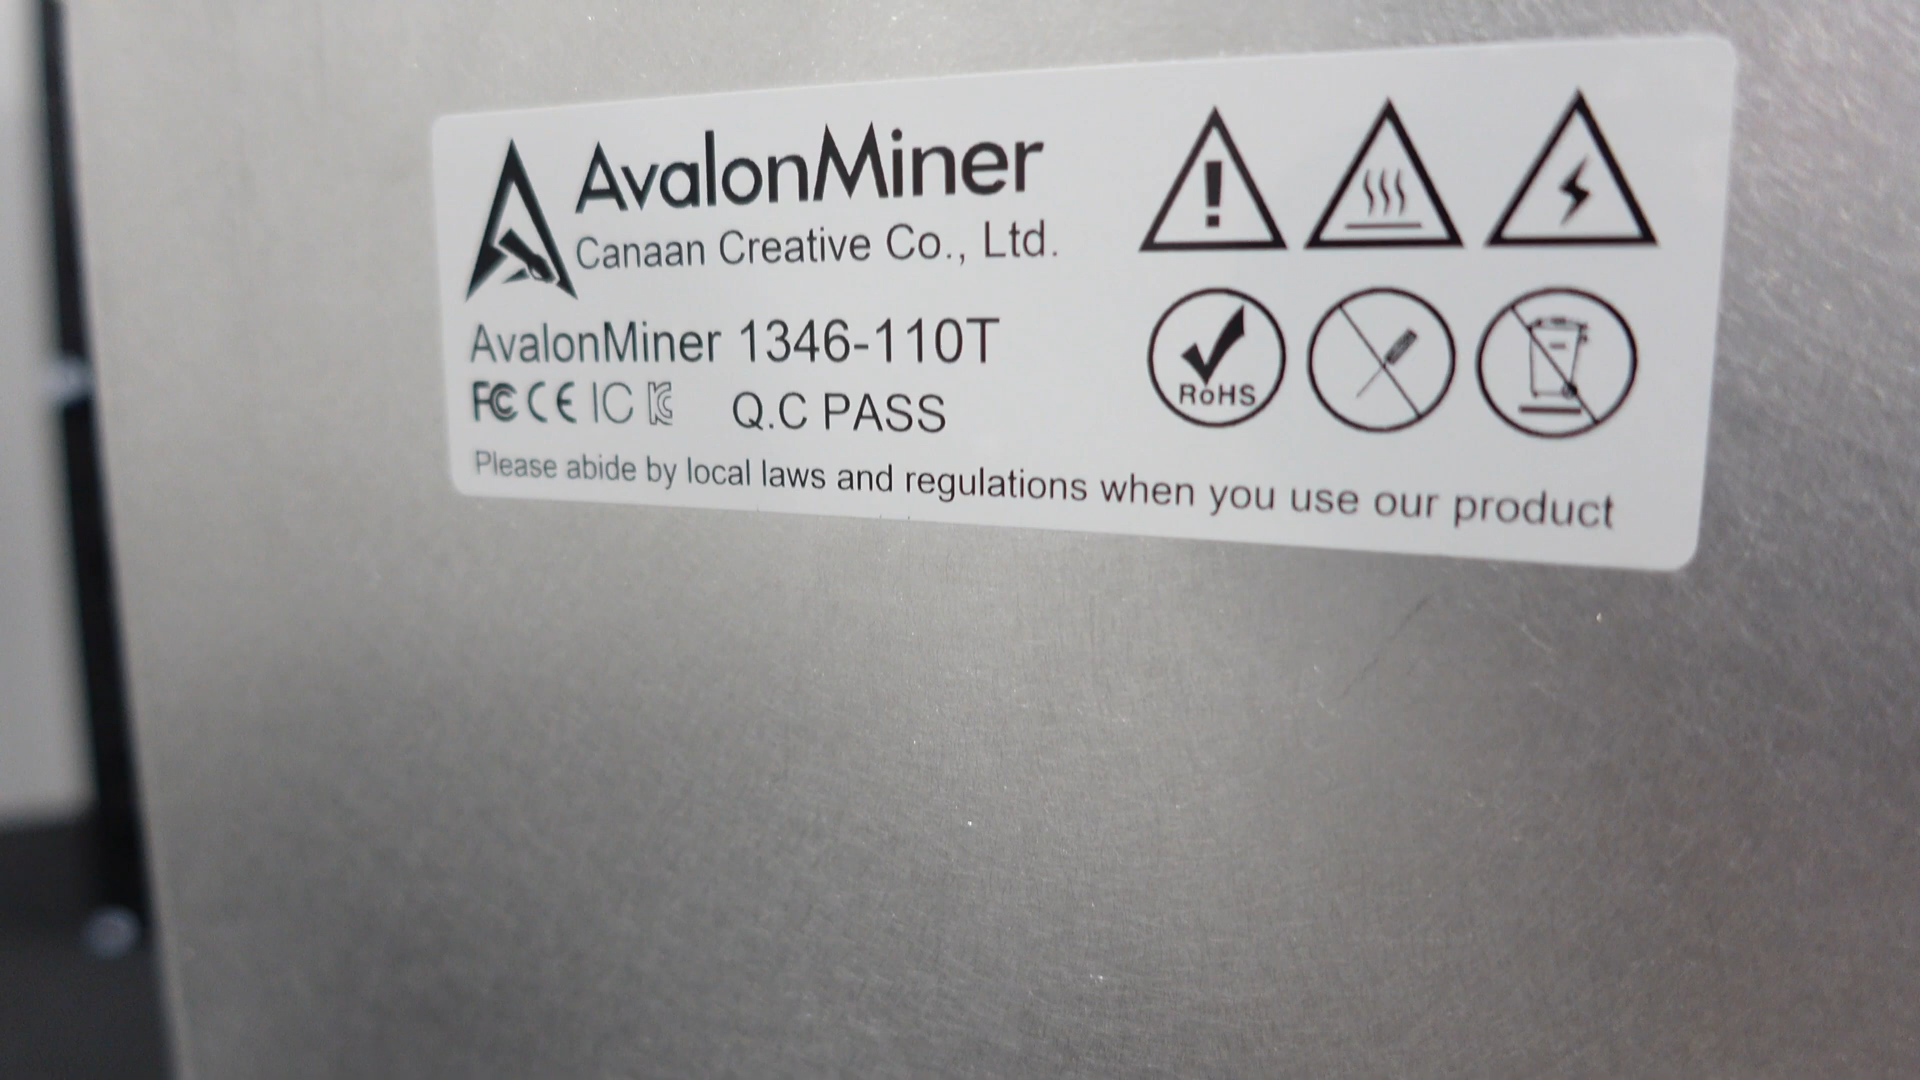 AvalonMiner
Canaan Creative Co., Ltd.
AvalonMiner 1346-110T
FC CE IC KC Q.C PASS
RoHS
Please abide by local laws and regulations when you use our product